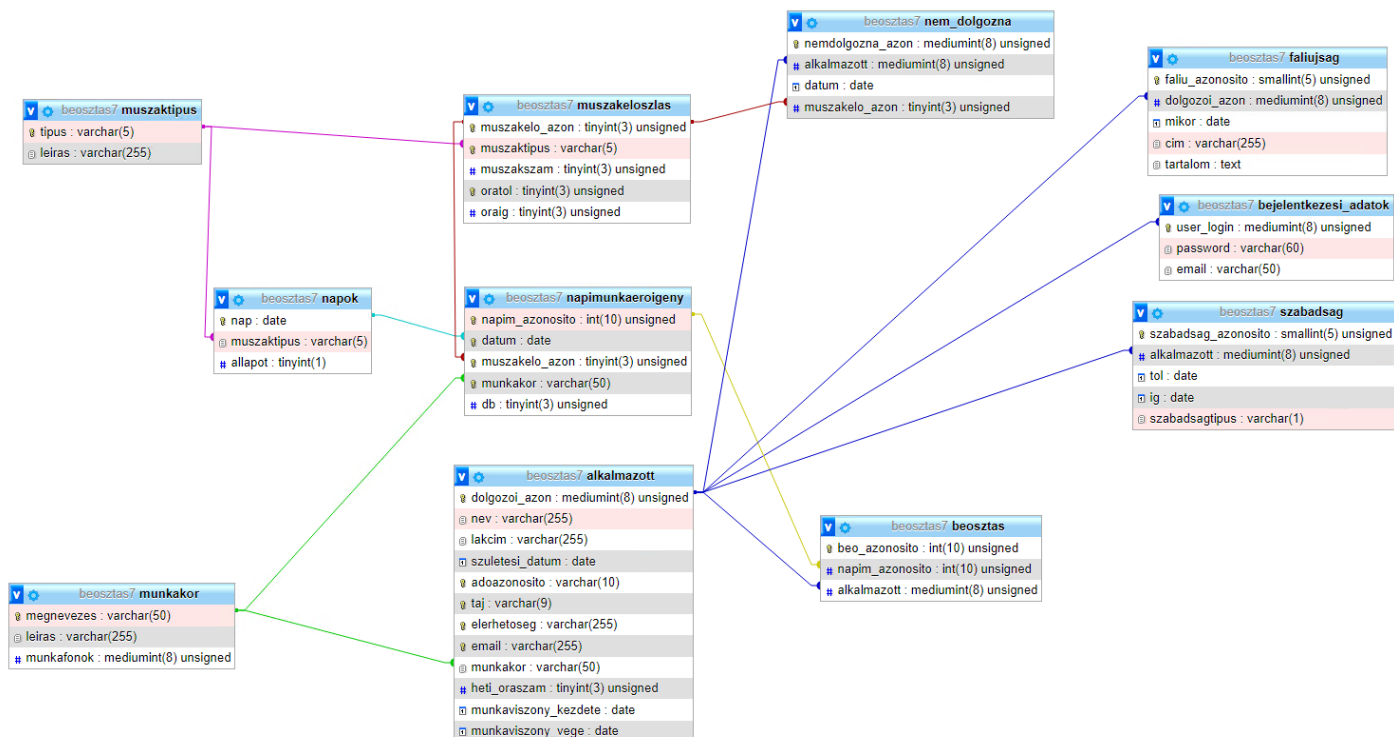 beosztas7 muszaktipus
tipus : varchar(5)
leiras : varchar(255)
beosztas7 muszakeloszlas
muszakelo_azon : tinyint(3) unsigned
muszaktipus : varchar(5)
muszakszam : tinyint(3) unsigned
oratol : tinyint(3) unsigned
oraig : tinyint(3) unsigned
beosztas7 nem_dolgozna
nemdolgozna_azon : mediumint(8) unsigned
alkalmazott : mediumint(8) unsigned
datum : date
muszakelo_azon : tinyint(3) unsigned
beosztas7 faliujsag
faliu_azonosito : smallint(5) unsigned
dolgozoi_azon : mediumint(8) unsigned
mikor : date
cim : varchar(255)
tartalom : text
beosztas7 bejelentkezesi_adatok
user_login : mediumint(8) unsigned
password : varchar(60)
email : varchar(50)
beosztas7 napok
nap : date
muszaktipus : varchar(5)
allapot : tinyint(1)
beosztas7 napimunkaeroigeny
napim_azonosito : int(10) unsigned
datum : date
muszakelo_azon : tinyint(3) unsigned
munkakor : varchar(50)
db : tinyint(3) unsigned
beosztas7 szabadsag
szabadsag_azonosito : smallint(5) unsigned
alkalmazott : mediumint(8) unsigned
tol : date
ig : date
szabadsagtipus : varchar(1)
beosztas7 alkalmazott
dolgozoi_azon : mediumint(8) unsigned
nev : varchar(255)
lakcim : varchar(255)
szuletesi_datum : date
adoazonosito : varchar(10)
taj : varchar(9)
elerhetoseg : varchar(255)
email : varchar(255)
munkakor : varchar(50)
heti_oraszam : tinyint(3) unsigned
munkaviszony_kezdete : date
munkaviszony_vege : date
beosztas7 beosztas
beo_azonosito : int(10) unsigned
napim_azonosito : int(10) unsigned
alkalmazott : mediumint(8) unsigned
beosztas7 munkakor
megnevezes : varchar(50)
leiras : varchar(255)
munkafonok : mediumint(8) unsigned